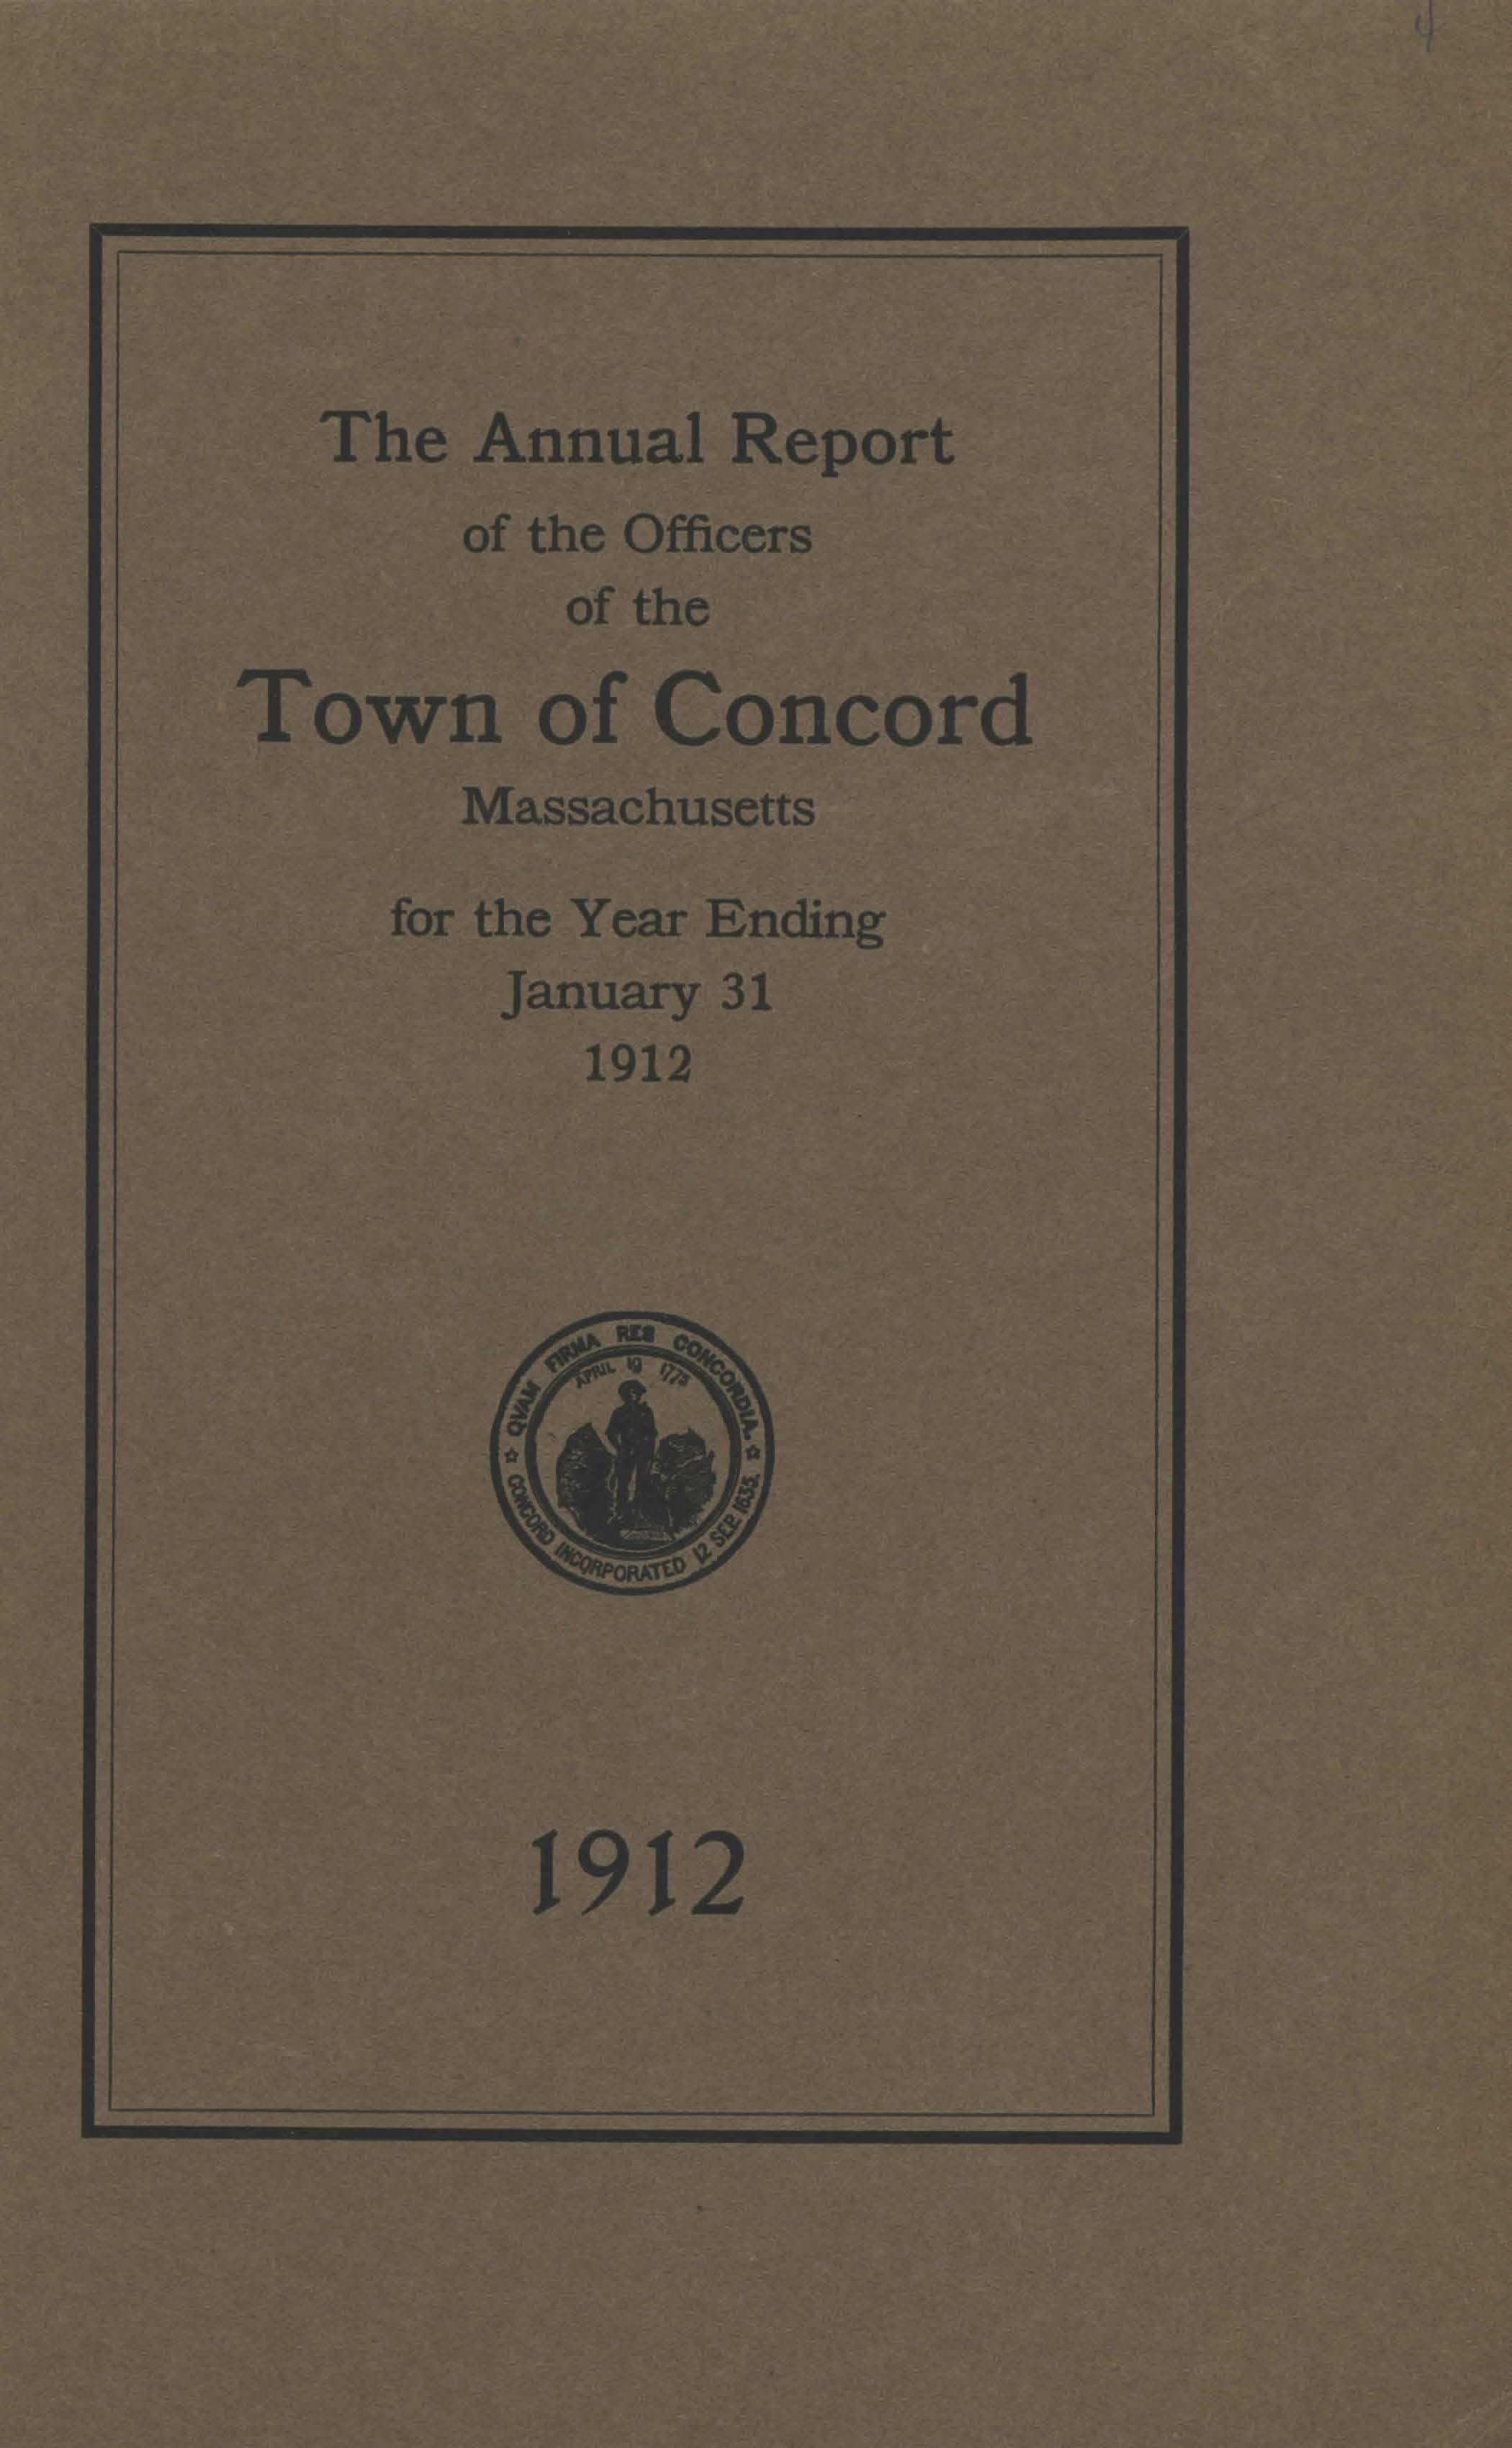 The Annual Report
of the Officers
of the
Town of Concord
Massachusetts
for the Year Ending
January 31
1912
QVAM FIRMA RES CONCORDIA.
APRIL 19 1775
CONCORD INCORPORATED 12 SEP. 1635.
1912